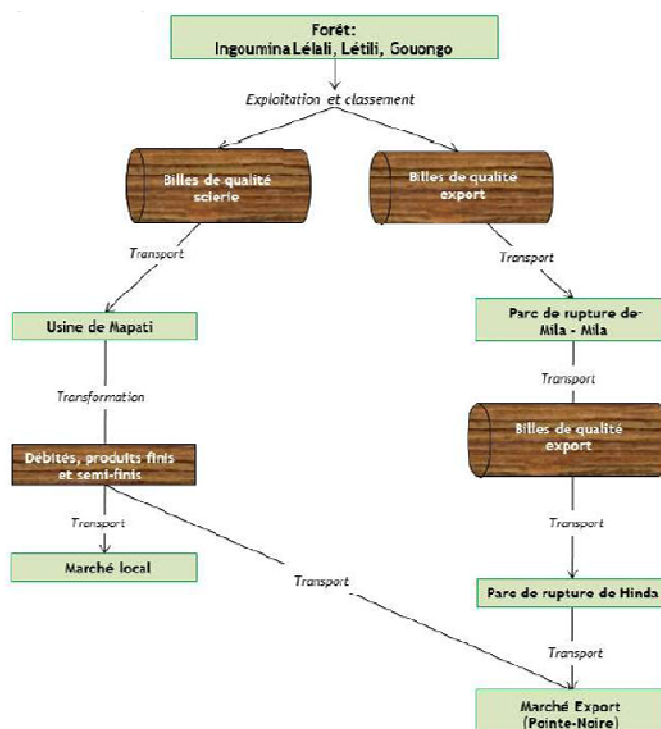 Forêt:
Ingoumina Lélali, Létili, Gouongo
Exploitation et classement
Billes de qualité
scierie
Billes de qualité
export
Transport
Transport
Usine de Mapati
Parc de rupture de
Mila - Mila
Transport
Transformation
Billes de qualité
export
Débités, produits finis
et semi-finis
Transport
Transport
Marché local
Transport
Parc de rupture de Hinda
Transport
Marché Export
(Pointe-Noire)